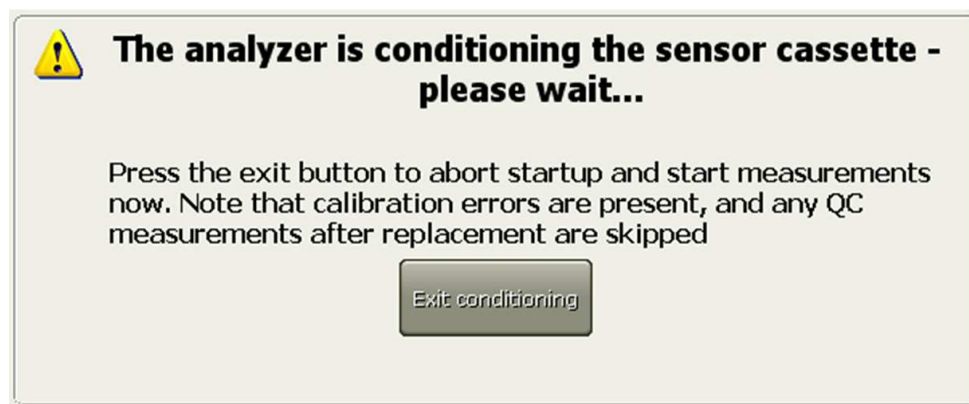 The analyzer is conditioning the sensor cassette -
please wait...
Press the exit button to abort startup and start measurements
now. Note that calibration errors are present, and any QC
measurements after replacement are skipped
Exit conditioning